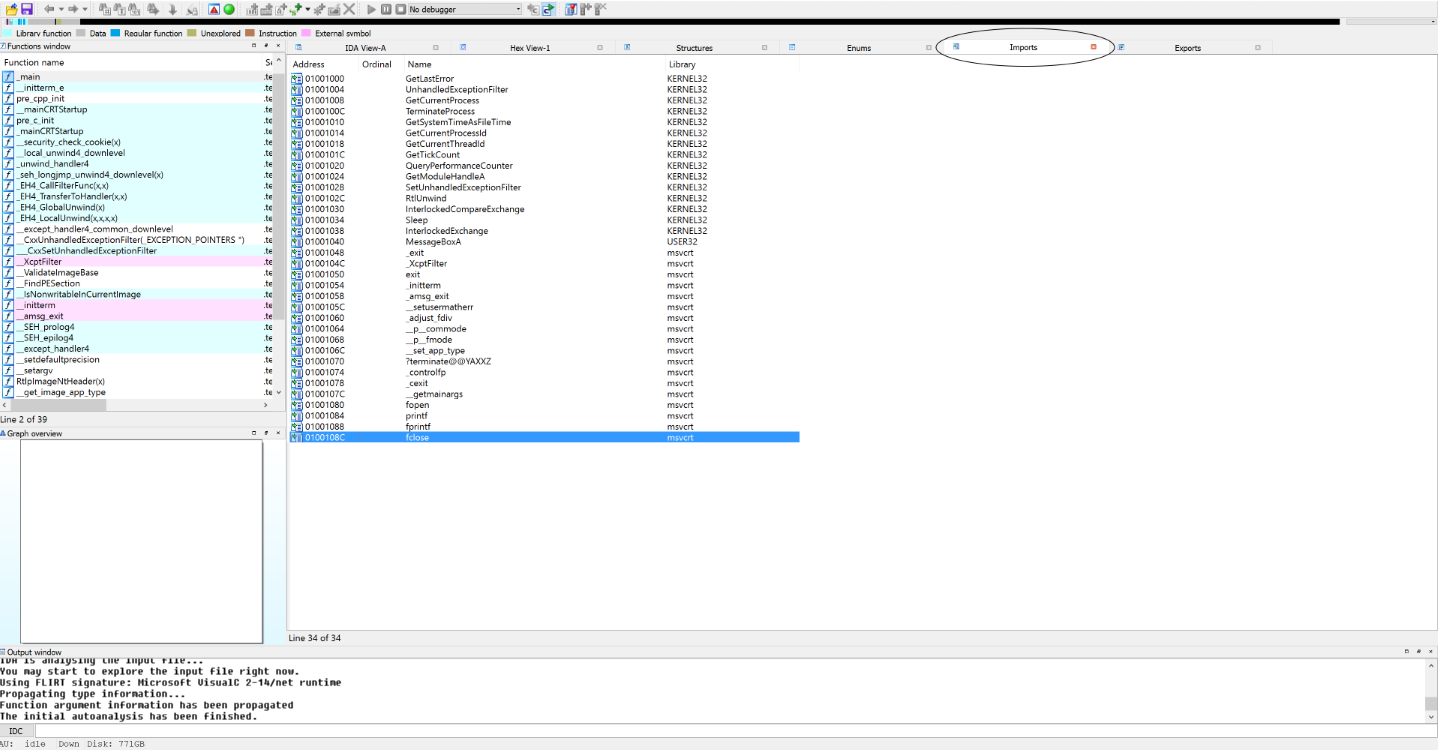 No debugger
Library function Data Regular function Unexplored Instruction External symbol
Functions window
IDA View-A Hex View-1 Structures Enums Imports Exports
Function name
_main .te
__initterm_e .te
pre_cpp_init .te
__mainCRTStartup .te
pre_c_init .te
_mainCRTStartup .te
__security_check_cookie(x) .te
__local_unwind4_downlevel .te
_unwind_handler4 .te
_seh_longjmp_unwind4_downlevel(x) .te
_EH4_CallFilterFunc(x,x) .te
_EH4_TransferToHandler(x,x) .te
_EH4_GlobalUnwind(x) .te
_EH4_LocalUnwind(x,x,x,x) .te
__except_handler4_common_downlevel .te
__CxxUnhandledExceptionFilter(_EXCEPTION_POINTERS *) .te
___CxxSetUnhandledExceptionFilter .te
__XcptFilter .te
__ValidateImageBase .te
__FindPESection .te
__IsNonwritableInCurrentImage .te
__initterm .te
__amsg_exit .te
__SEH_prolog4 .te
__SEH_epilog4 .te
__except_handler4 .te
__setdefaultprecision .te
__setargv .te
RtlpImageNtHeader(x) .te
__get_image_app_type .te
Line 2 of 39
Graph overview
Address Ordinal Name Library
01001000 GetLastError KERNEL32
01001004 UnhandledExceptionFilter KERNEL32
01001008 GetCurrentProcess KERNEL32
0100100C TerminateProcess KERNEL32
01001010 GetSystemTimeAsFileTime KERNEL32
01001014 GetCurrentProcessId KERNEL32
01001018 GetCurrentThreadId KERNEL32
0100101C GetTickCount KERNEL32
01001020 QueryPerformanceCounter KERNEL32
01001024 GetModuleHandleA KERNEL32
01001028 SetUnhandledExceptionFilter KERNEL32
0100102C RtlUnwind KERNEL32
01001030 InterlockedCompareExchange KERNEL32
01001034 Sleep KERNEL32
01001038 InterlockedExchange KERNEL32
01001040 MessageBoxA USER32
01001048 _exit msvcrt
0100104C _XcptFilter msvcrt
01001050 exit msvcrt
01001054 _initterm msvcrt
01001058 _amsg_exit msvcrt
0100105C __setusermatherr msvcrt
01001060 _adjust_fdiv msvcrt
01001064 __p__commode msvcrt
01001068 __p__fmode msvcrt
0100106C __set_app_type msvcrt
01001070 ?terminate@@YAXXZ msvcrt
01001074 _controlfp msvcrt
01001078 _cexit msvcrt
0100107C __getmainargs msvcrt
01001080 fopen msvcrt
01001084 printf msvcrt
01001088 fprintf msvcrt
0100108C fclose msvcrt
Line 34 of 34
Output window
IDA is analysing the input file...
You may start to explore the input file right now.
Using FLIRT signature: Microsoft VisualC 2-14/net runtime
Propagating type information...
Function argument information has been propagated
The initial autoanalysis has been finished.
IDC
AU: idle Down Disk: 771GB